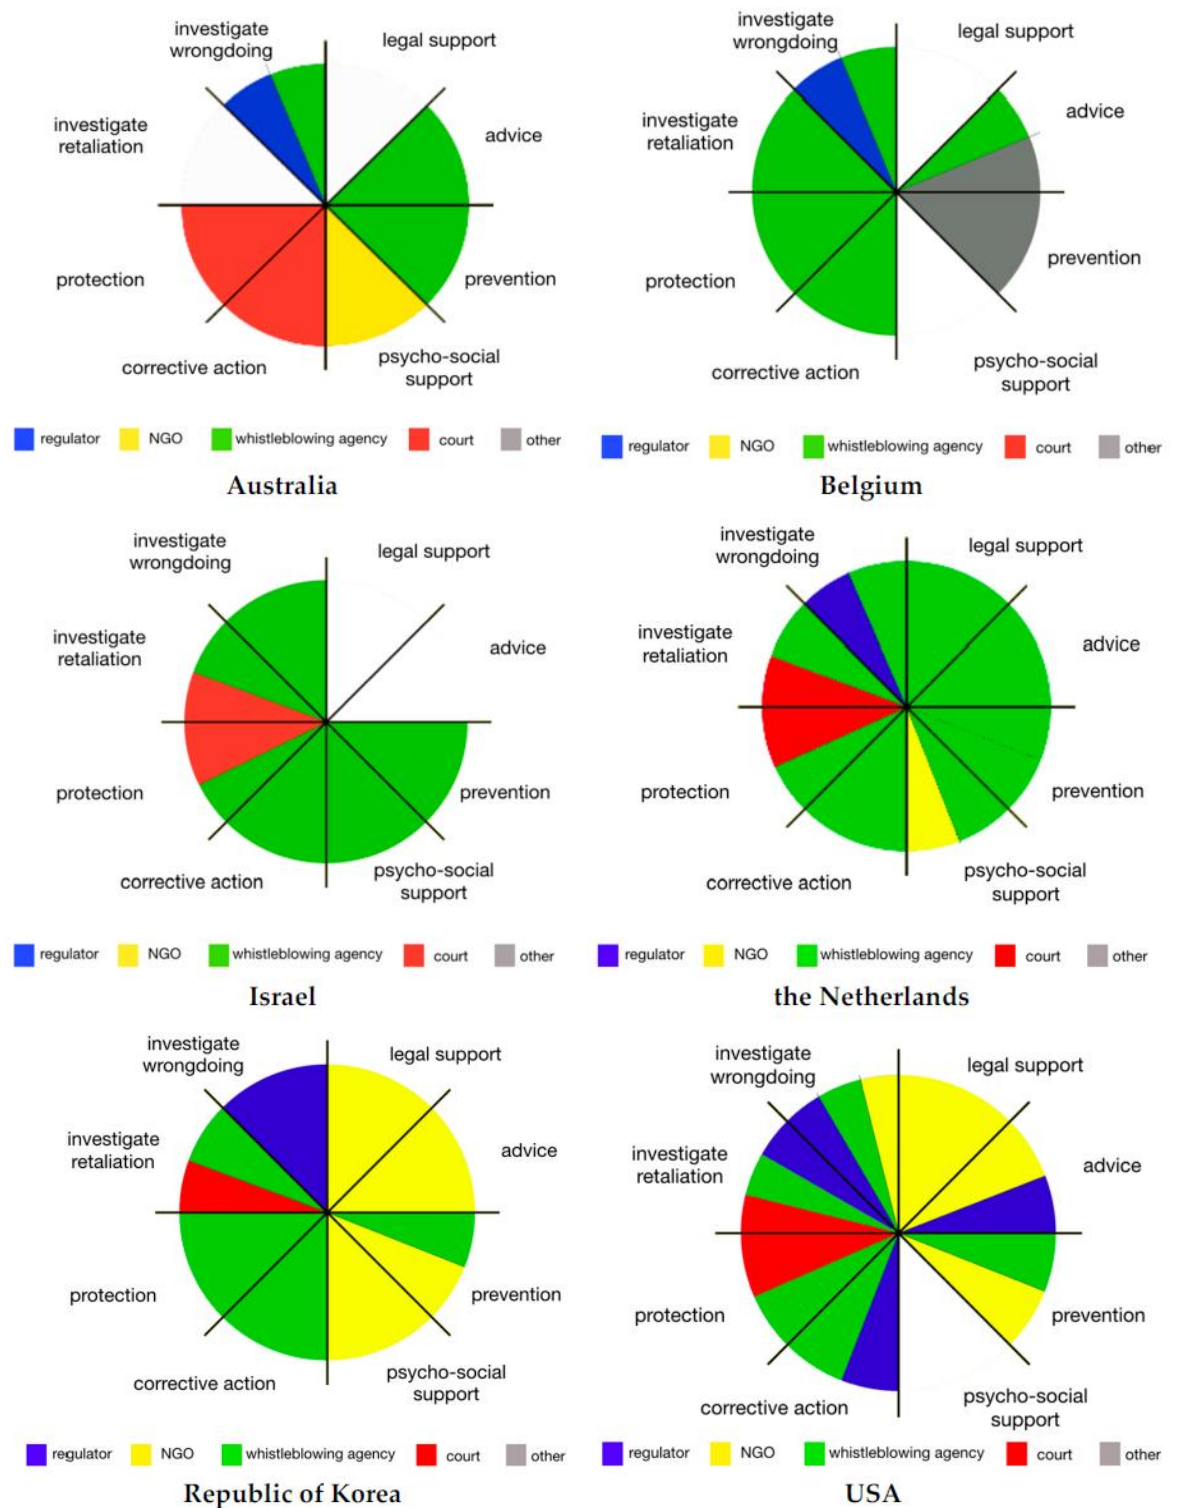 investigate
wrongdoing
legal support
investigate
retaliation
advice
protection
prevention
corrective action
psycho-social
support
regulator NGO whistleblowing agency court other
Australia
investigate
wrongdoing
legal support
investigate
retaliation
advice
protection
prevention
corrective action
psycho-social
support
regulator NGO whistleblowing agency court other
Belgium
investigate
wrongdoing
legal support
investigate
retaliation
advice
protection
prevention
corrective action
psycho-social
support
regulator NGO whistleblowing agency court other
Israel
investigate
wrongdoing
legal support
investigate
retaliation
advice
protection
prevention
corrective action
psycho-social
support
regulator NGO whistleblowing agency court other
the Netherlands
investigate
wrongdoing
legal support
investigate
retaliation
advice
protection
prevention
corrective action
psycho-social
support
regulator NGO whistleblowing agency court other
Republic of Korea
investigate
wrongdoing
legal support
investigate
retaliation
advice
protection
prevention
corrective action
psycho-social
support
regulator NGO whistleblowing agency court other
USA